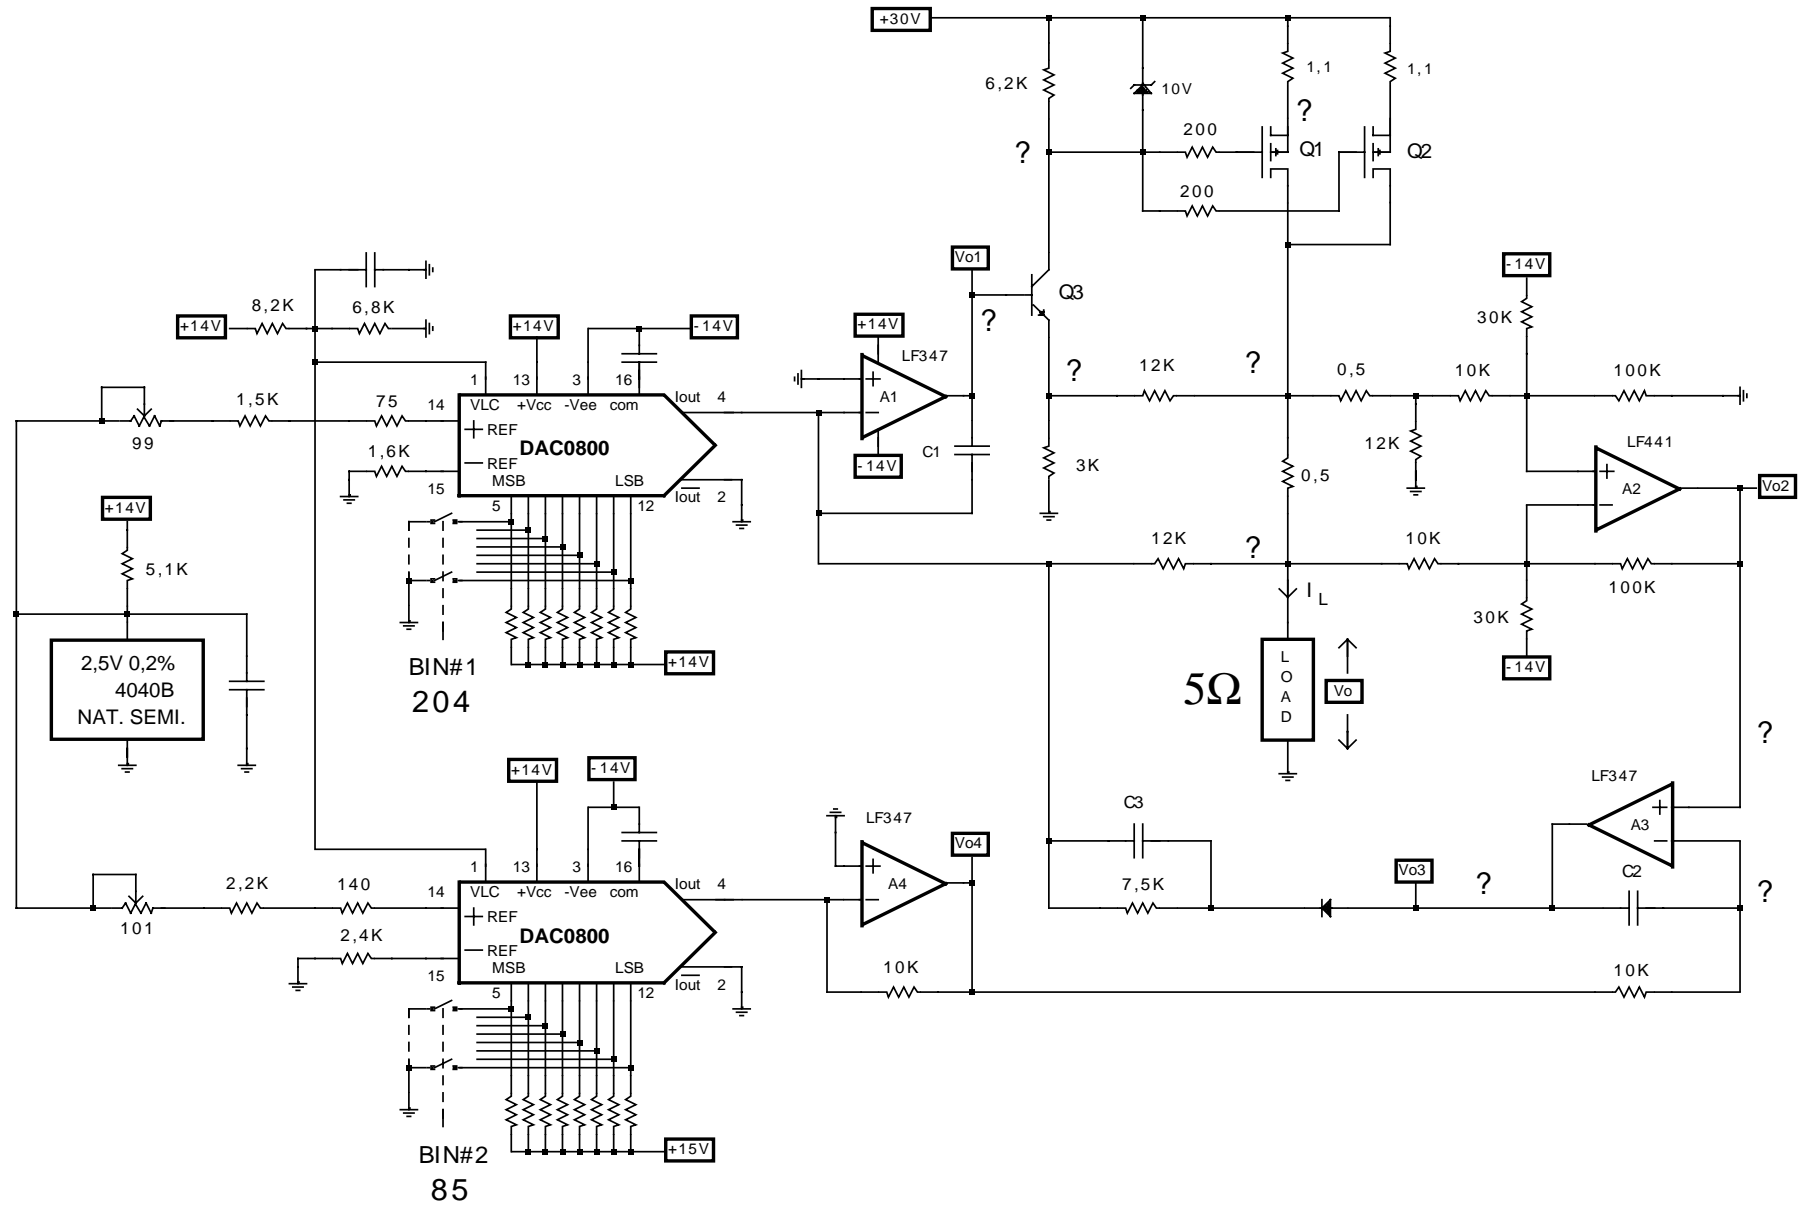 +30V
6,2K
10V
1,1
1,1
?
200
Q1
Q2
?
200
Vo1
Q3
-14V
8,2K
6,8K
+14V
+14V
-14V
?
+14V
LF347
30K
1 13 3 16
VLC +Vcc -Vee com
Iout 4
+
A1
−
?
12K
?
0,5
10K
100K
99
1,5K
75
14
+ REF
DAC0800
− REF
1,6K
15
MSB LSB
Iout 2
-14V
C1
3K
12K
LF441
+
A2
−
Vo2
0,5
+14V
5 12
5,1K
12K
?
10K
100K
I L
30K
2,5V 0,2%
4040B
NAT. SEMI.
BIN#1
204
+14V
5Ω
LOAD
Vo
-14V
?
+14V
-14V
LF347
C3
LF347
+
A3
−
1 13 3 16
VLC +Vcc -Vee com
Iout 4
+
A4
−
Vo4
Vo3
?
C2
?
101
2,2K
140
14
+ REF
DAC0800
− REF
2,4K
15
MSB LSB
Iout 2
7,5K
10K
10K
5 12
BIN#2
85
+15V